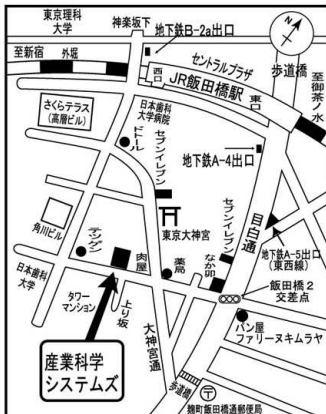 東京理科
大学
神楽坂下
地下鉄B-2a出口
N
至新宿
外堀
セントラルプラザ
歩道橋
西口
JR飯田橋駅
東口
至御茶ノ水
さくらテラス
(高層ビル)
日本歯科
大学病院
ドトール
セブンイレブン
地下鉄A-4出口
目白通
東京大神宮
セブンイレブン
地下鉄A-5出口
(東西線)
角川ビル
テンゲン
肉屋
薬局
なか卯
飯田橋2
交差点
日本歯科
大学
タワー
マンション
上り坂
大神宮通
パン屋
ファリーヌキムラヤ
産業科学
システムズ
歩道橋
〒
麹町飯田橋通郵便局